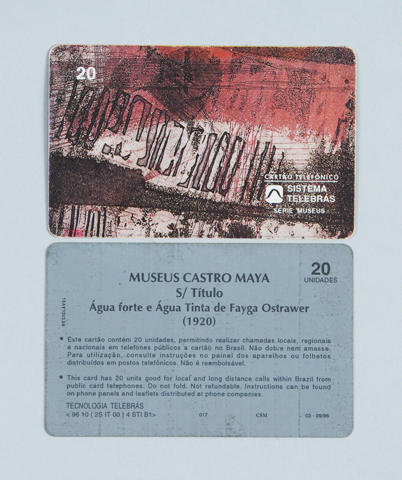 20
CARTÃO TELEFÔNICO
SISTEMA
TELEBRÁS
SÉRIE MUSEUS
MUSEUS CASTRO MAYA
20
UNIDADES
S/ Título
Água forte e Água Tinta de Fayga Ostrawer
(1920)
RECICLÁVEL
Este cartão contém 20 unidades, permitindo realizar chamadas locais, regionais
e nacionais em telefones públicos a cartão no Brasil. Não dobre nem amasse.
Para utilização, consulte instruções no painel dos aparelhos ou folhetos
distribuídos em postos telefônicos. Não é reembolsável.
This card has 20 units good for local and long distance calls within Brazil from
public card telephones. Do not fold. Not refundable. Instructions can be found
on phone panels and leaflets distributed at phone companies.
TECNOLOGIA TELEBRÁS
< 96 10 ( 2S IT 00 ) 4 STI B1> 017 CSM 03 - 09/96